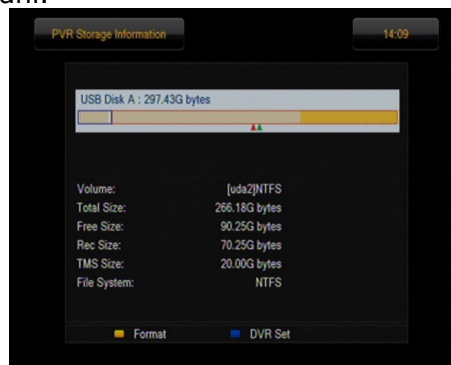 PVR Storage Information 14:09
USB Disk A : 297.43G bytes
Volume: [uda2]NTFS
Total Size: 266.18G bytes
Free Size: 90.25G bytes
Rec Size: 70.25G bytes
TMS Size: 20.00G bytes
File System: NTFS
Format DVR Set